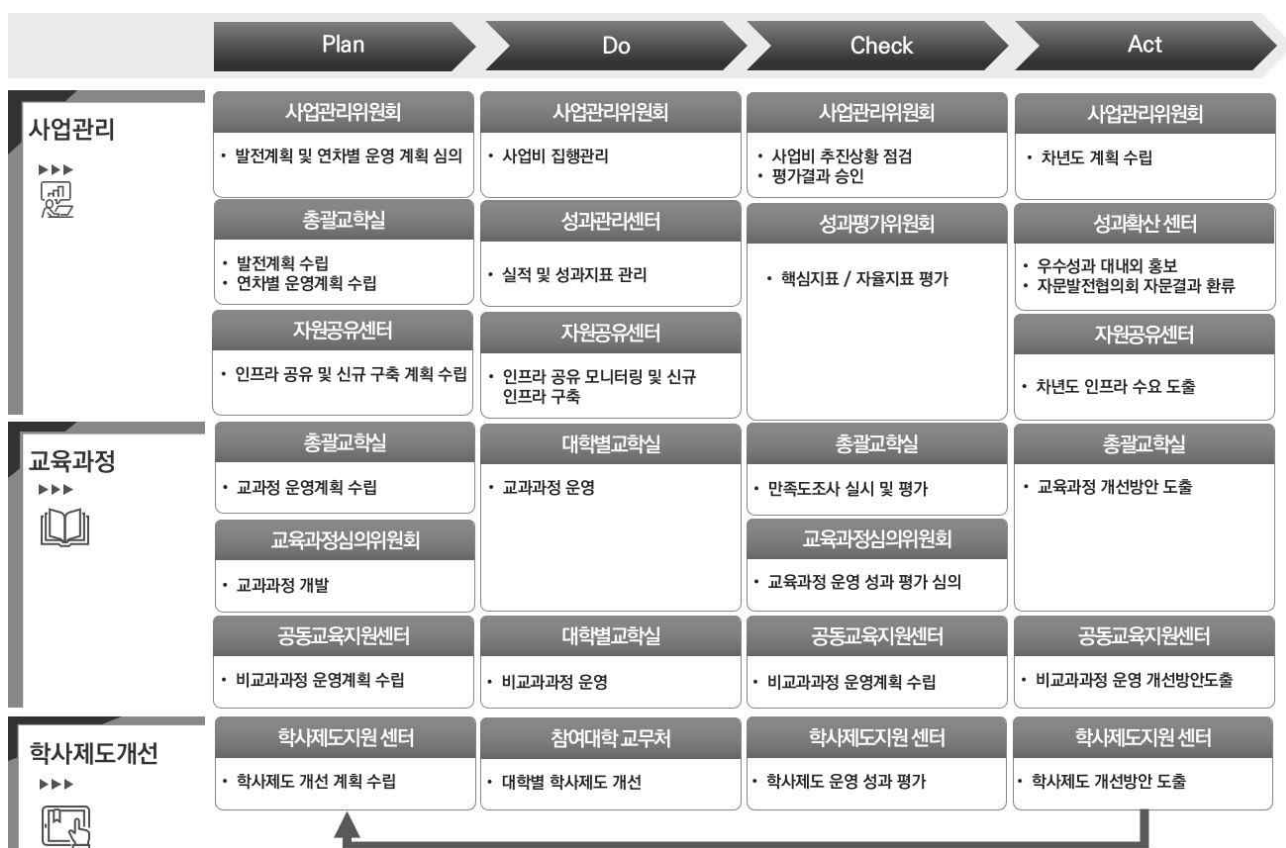 Plan
Do
Check
Act
사업관리
사업관리위원회
• 발전계획 및 연차별 운영 계획 심의
사업관리위원회
• 사업비 집행관리
사업관리위원회
• 사업비 추진상황 점검
• 평가결과 승인
사업관리위원회
• 차년도 계획 수립
총괄교학실
• 발전계획 수립
• 연차별 운영계획 수립
성과관리센터
• 실적 및 성과지표 관리
성과평가위원회
• 핵심지표 / 자율지표 평가
성과확산 센터
• 우수성과 대내외 홍보
• 자문발전협의회 자문결과 환류
자원공유센터
• 인프라 공유 및 신규 구축 계획 수립
자원공유센터
• 인프라 공유 모니터링 및 신규
인프라 구축
자원공유센터
• 차년도 인프라 수요 도출
교육과정
총괄교학실
• 교과정 운영계획 수립
대학별교학실
• 교과과정 운영
총괄교학실
• 만족도조사 실시 및 평가
총괄교학실
• 교육과정 개선방안 도출
교육과정심의위원회
• 교과과정 개발
교육과정심의위원회
• 교육과정 운영 성과 평가 심의
공동교육지원센터
• 비교과과정 운영계획 수립
대학별교학실
• 비교과과정 운영
공동교육지원센터
• 비교과과정 운영계획 수립
공동교육지원센터
• 비교과과정 운영 개선방안도출
학사제도개선
학사제도지원 센터
• 학사제도 개선 계획 수립
참여대학 교무처
• 대학별 학사제도 개선
학사제도지원 센터
• 학사제도 운영 성과 평가
학사제도지원 센터
• 학사제도 개선방안 도출